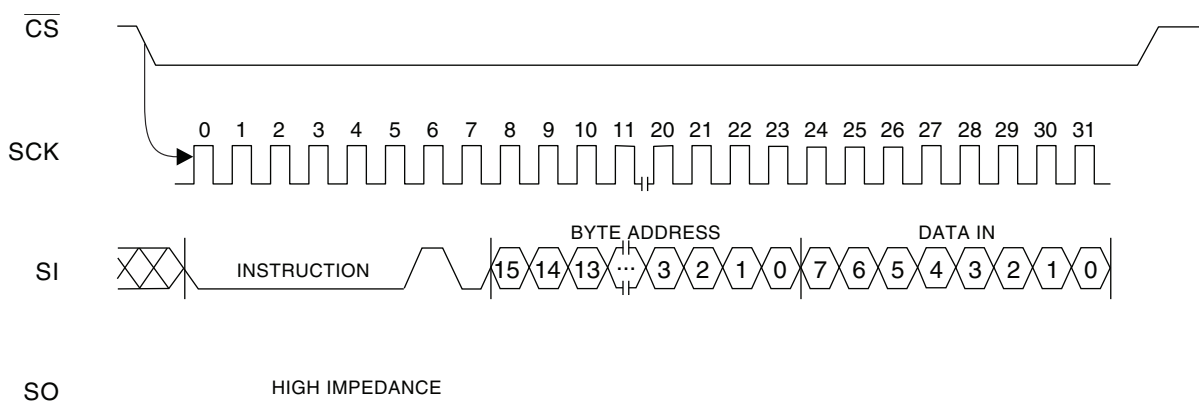 CS
0 1 2 3 4 5 6 7 8 9 10 11 20 21 22 23 24 25 26 27 28 29 30 31
SCK
BYTE ADDRESS DATA IN
SI INSTRUCTION 15 14 13 ... 3 2 1 0 7 6 5 4 3 2 1 0
SO HIGH IMPEDANCE